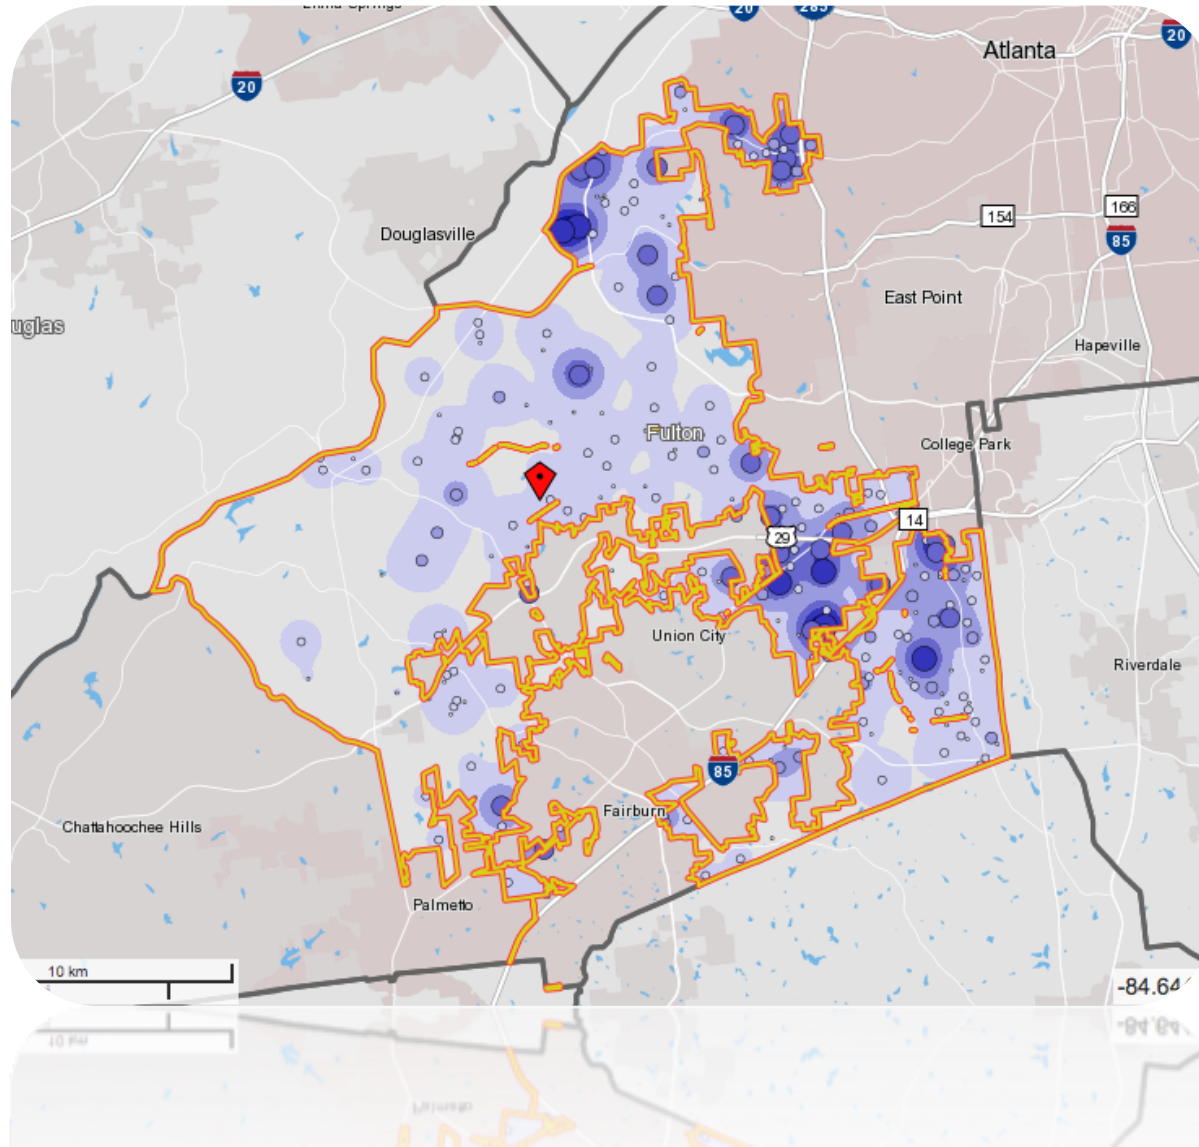 20
285
20
Atlanta
20
Douglasville
154
166
85
East Point
uglas
Hapeville
Fulton
College Park
14
29
Union City
Riverdale
85
Fairburn
Chattahoochee Hills
Palmetto
10 km
-84.64